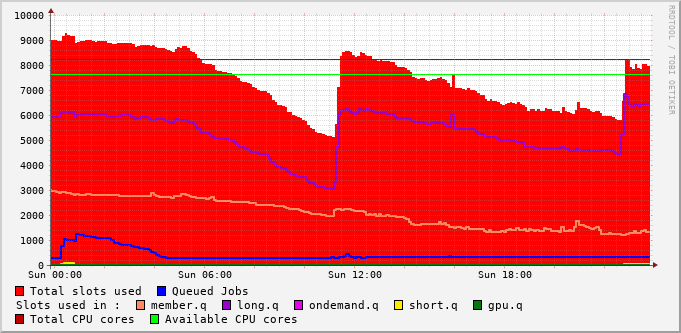 10000
9000
8000
7000
6000
5000
4000
3000
2000
1000
0
Sun 00:00 Sun 06:00 Sun 12:00 Sun 18:00
RRDTOOL / TOBI OETIKER
Total slots used Queued Jobs
Slots used in : member.q long.q ondemand.q short.q gpu.q
Total CPU cores Available CPU cores